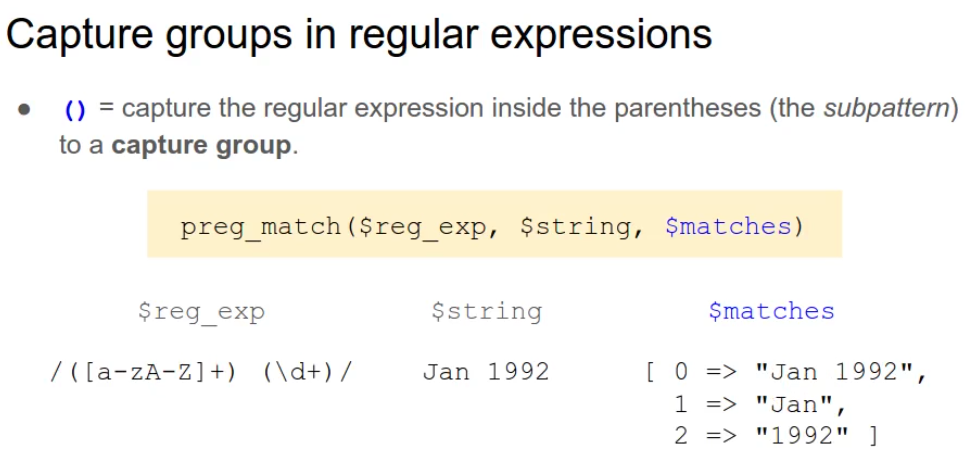 Capture groups in regular expressions
● () = capture the regular expression inside the parentheses (the subpattern)
to a capture group.
preg_match($reg_exp, $string, $matches)
$reg_exp $string $matches
/([a-zA-Z]+) (\d+)/ Jan 1992 [ 0 => "Jan 1992",
1 => "Jan",
2 => "1992" ]